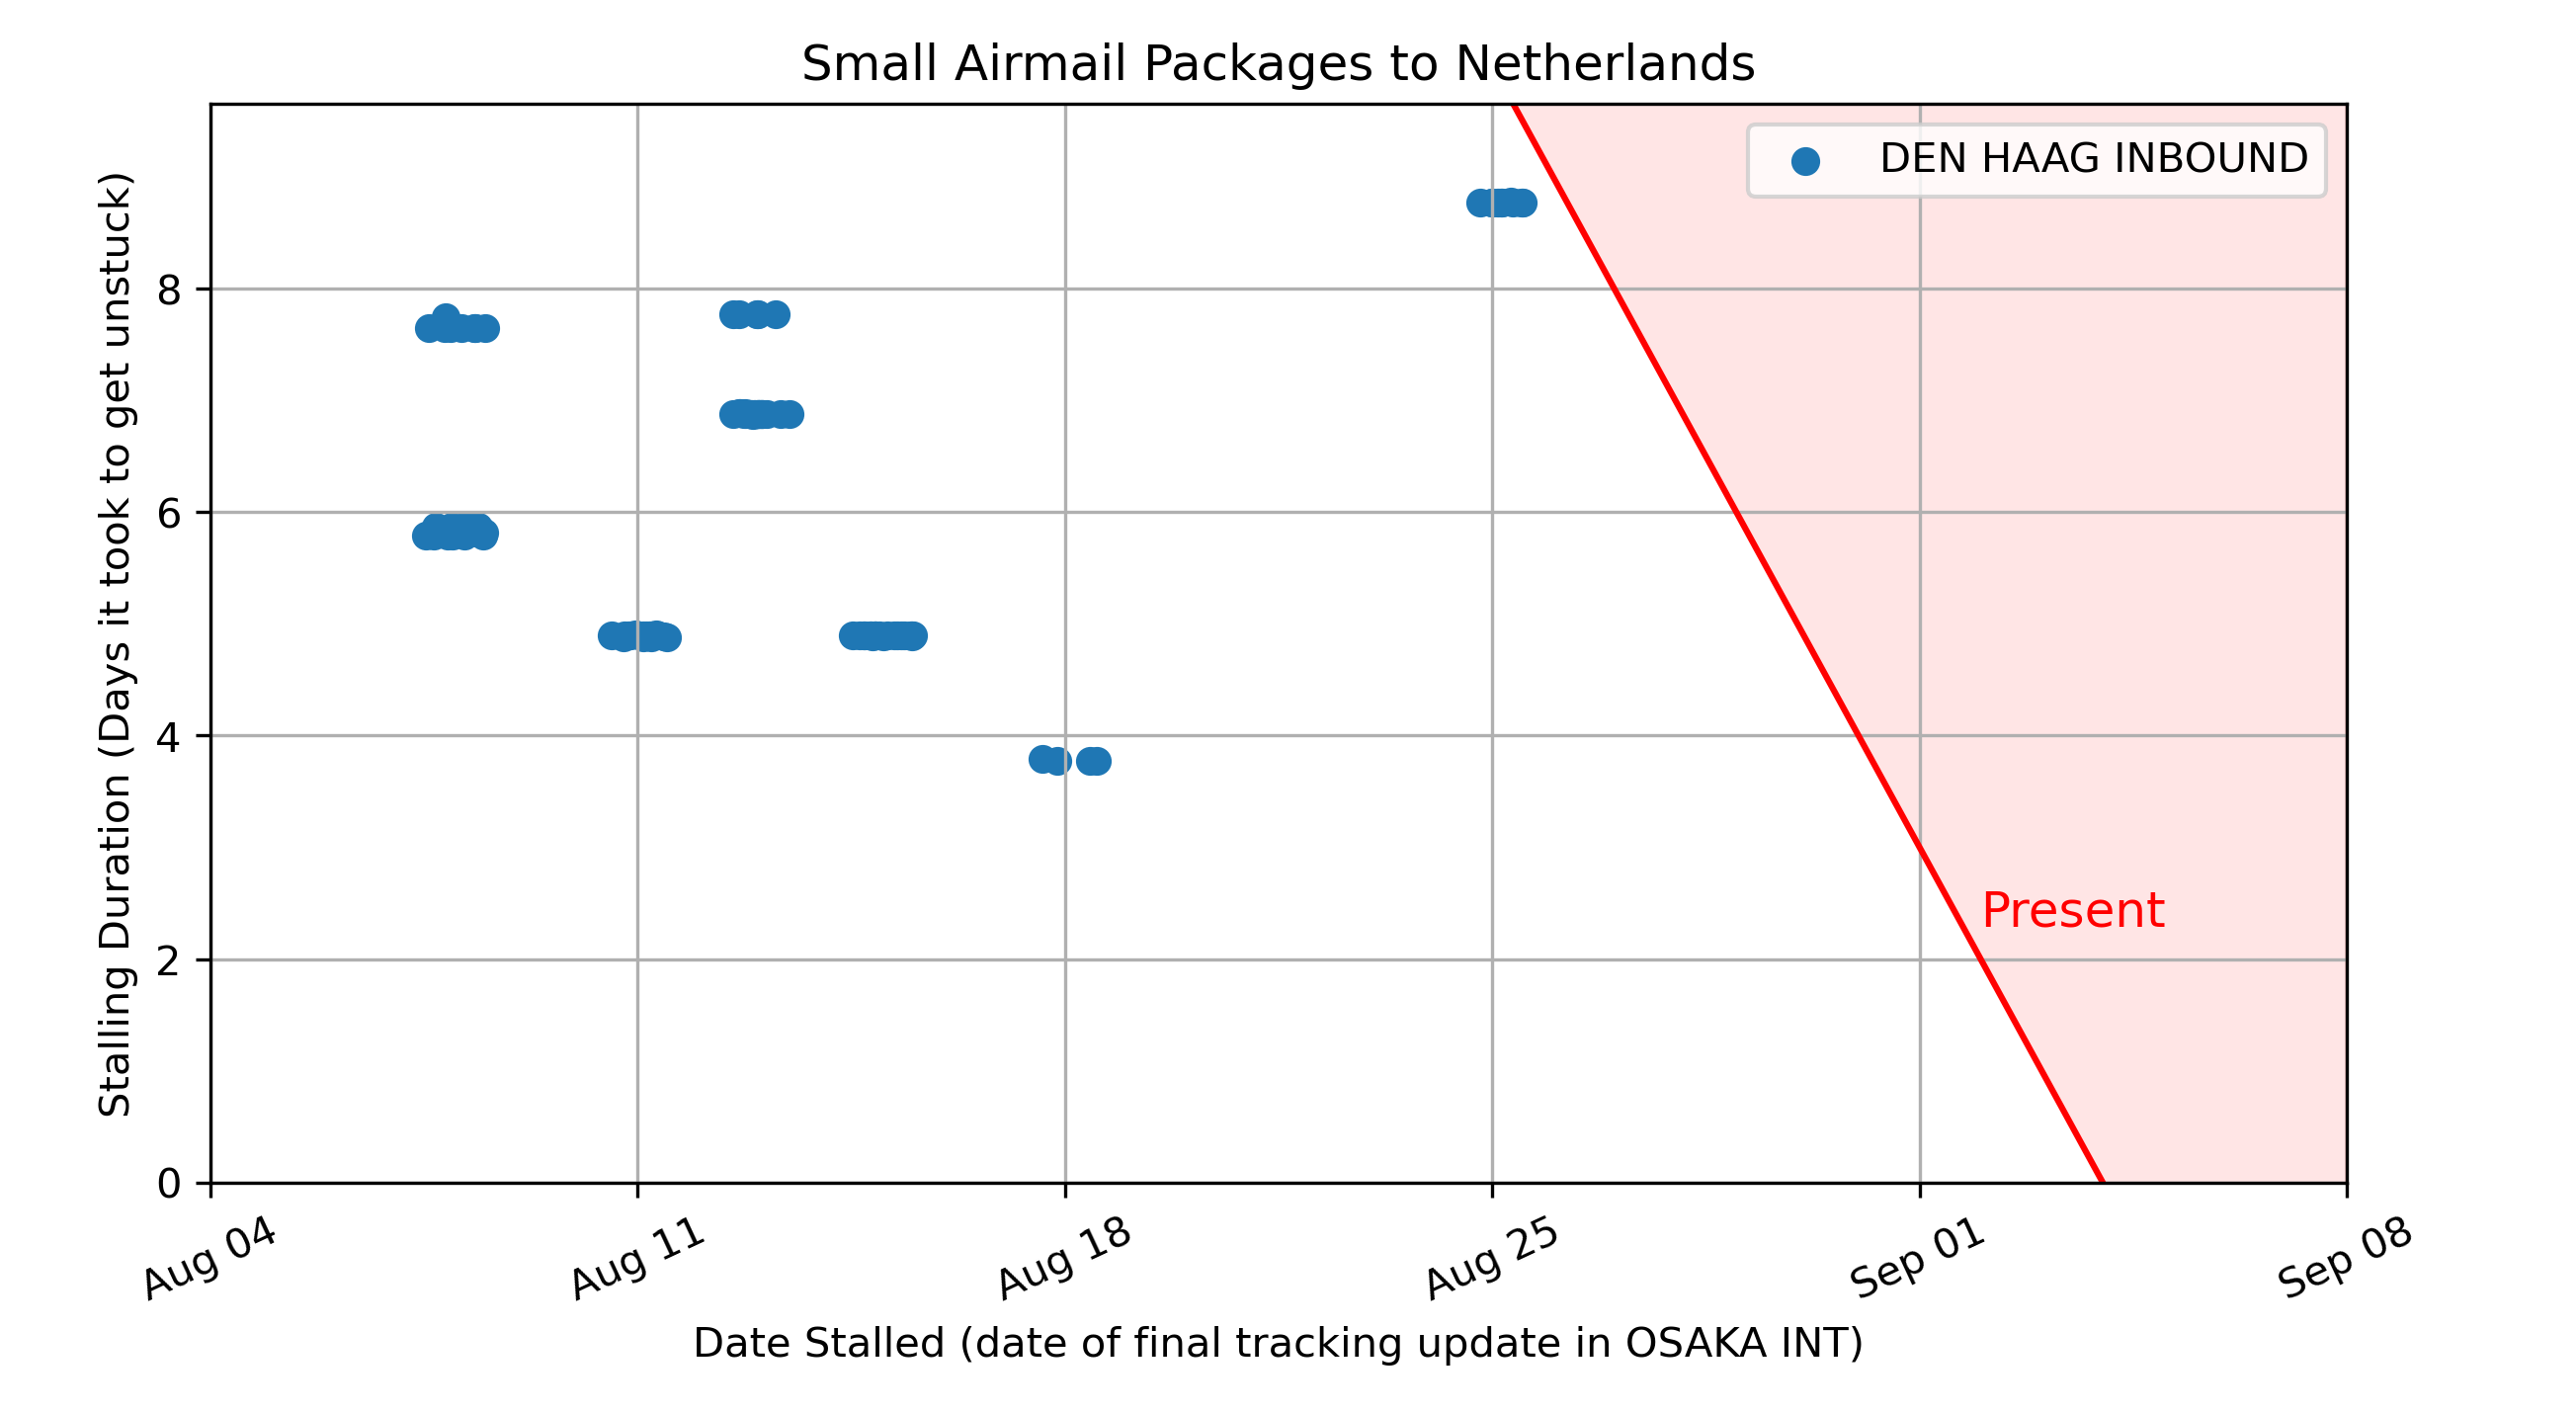 Small Airmail Packages to Netherlands
DEN HAAG INBOUND
Stalling Duration (Days it took to get unstuck)
8
6
4
2
0
Present
Aug 04
Aug 11
Aug 18
Aug 25
Sep 01
Sep 08
Date Stalled (date of final tracking update in OSAKA INT)